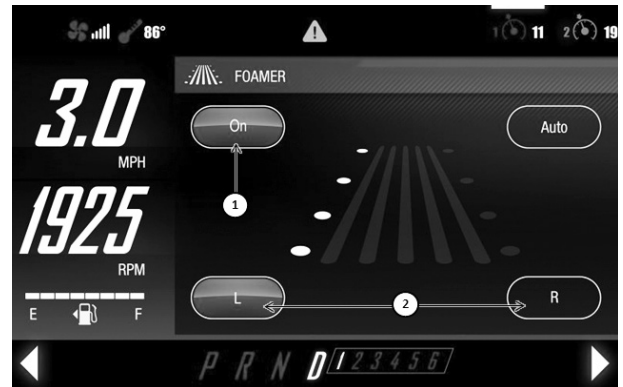 86°
1 11 2 19
FOAMER
3.0
MPH
On
Auto
1
1925
RPM
L
2
R
E F
P R N D 1 2 3 4 5 6